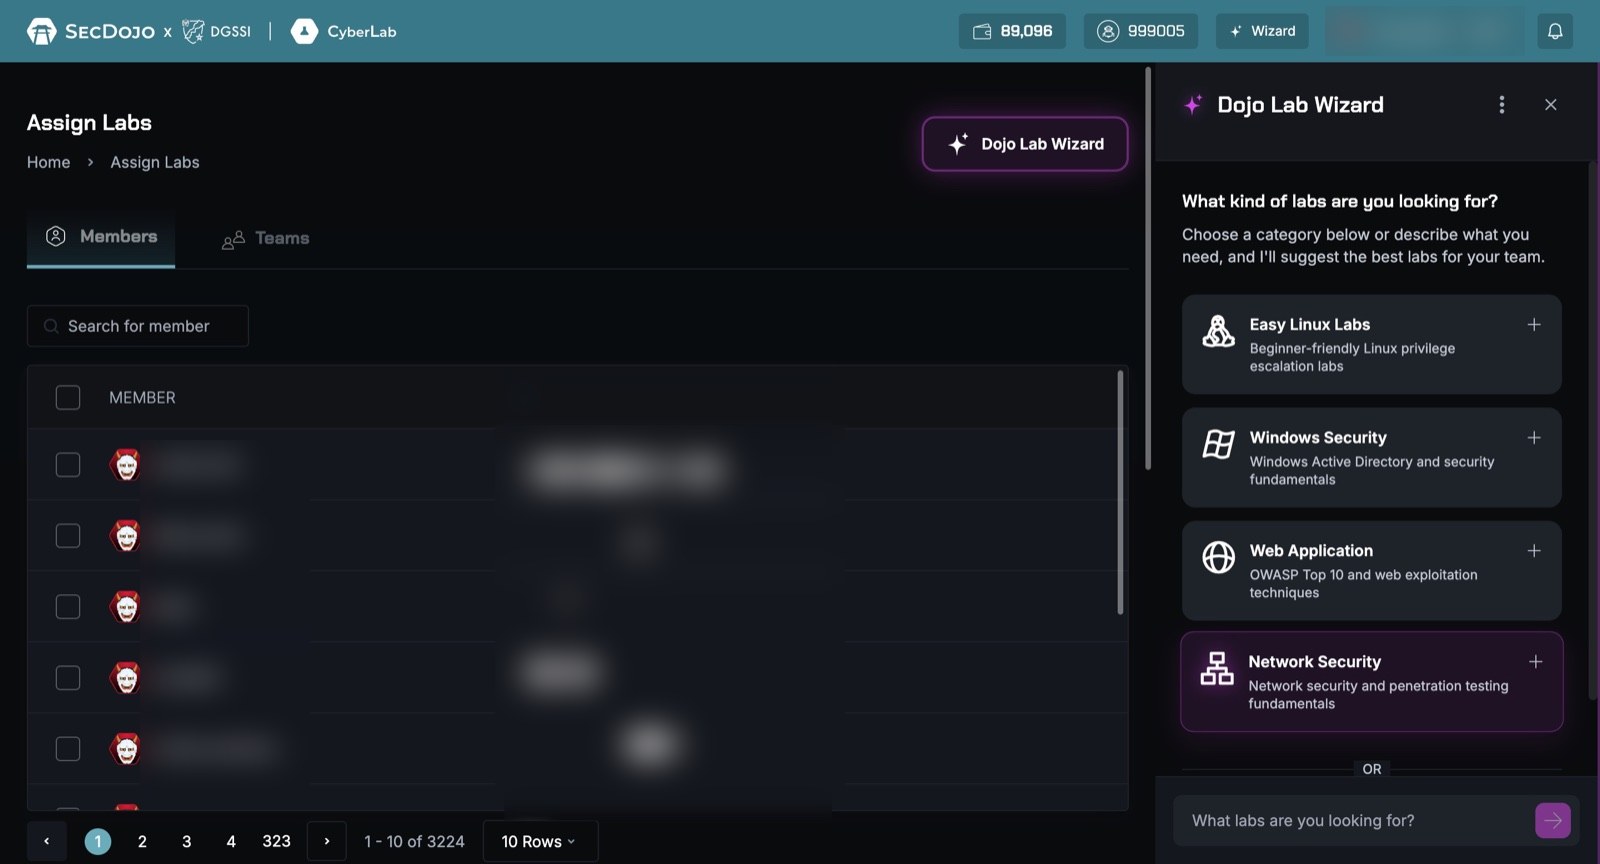 SECDOJO x DGSSI | CyberLab
89,096
999005
Wizard
Assign Labs
Home > Assign Labs
Dojo Lab Wizard
Members
Teams
Search for member
MEMBER
1 2 3 4 323
1 - 10 of 3224
10 Rows
Dojo Lab Wizard
What kind of labs are you looking for?
Choose a category below or describe what you
need, and I'll suggest the best labs for your team.
Easy Linux Labs
Beginner-friendly Linux privilege
escalation labs
Windows Security
Windows Active Directory and security
fundamentals
Web Application
OWASP Top 10 and web exploitation
techniques
Network Security
Network security and penetration testing
fundamentals
OR
What labs are you looking for?